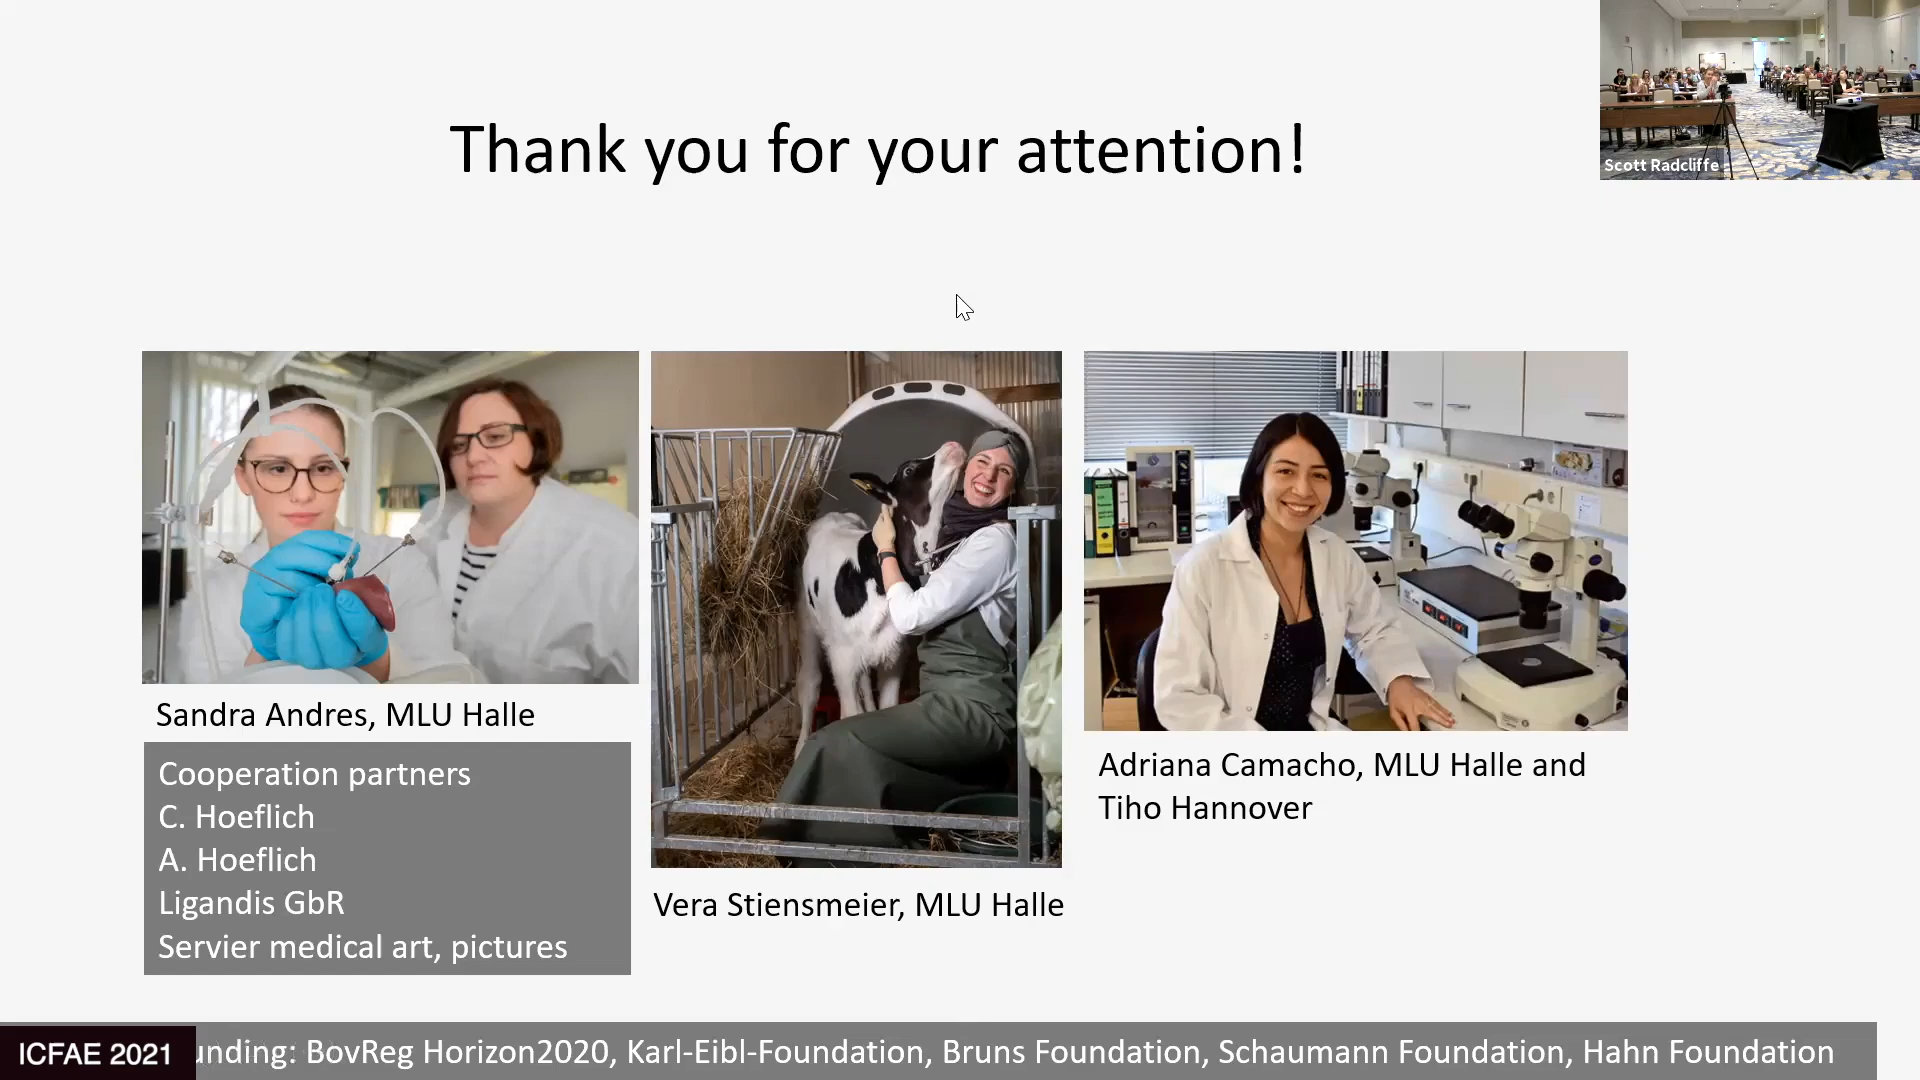 Thank you for your attention!
Scott Radcliffe
Sandra Andres, MLU Halle
Cooperation partners
C. Hoeflich
A. Hoeflich
Ligandis GbR
Servier medical art, pictures
Vera Stiensmeier, MLU Halle
Adriana Camacho, MLU Halle and
Tiho Hannover
ICFAE 2021
unding: BovReg Horizon2020, Karl-Eibl-Foundation, Bruns Foundation, Schaumann Foundation, Hahn Foundation